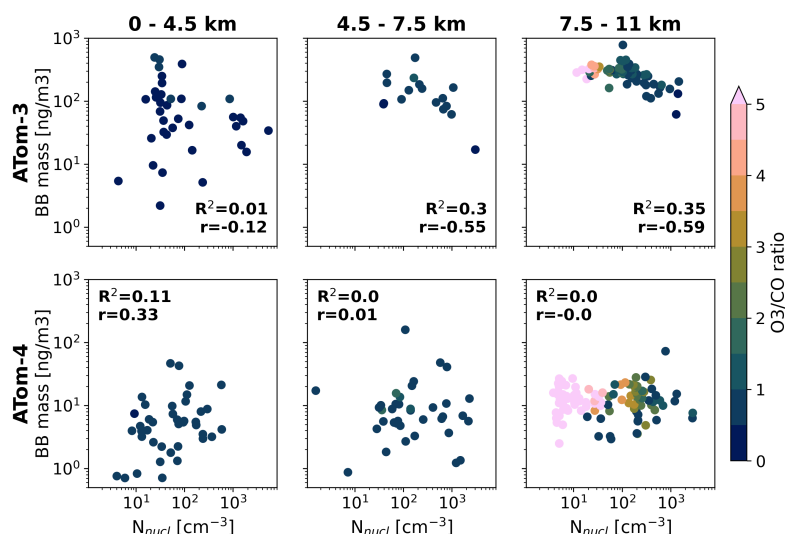 0 - 4.5 km 4.5 - 7.5 km 7.5 - 11 km
ATom-3
BB mass [ng/m3]
10³
10²
10¹
10⁰
R²=0.01
r=-0.12
R²=0.3
r=-0.55
R²=0.35
r=-0.59
ATom-4
BB mass [ng/m3]
10³
10²
10¹
10⁰
R²=0.11
r=0.33
R²=0.0
r=0.01
R²=0.0
r=-0.0
10¹ 10² 10³ 10¹ 10² 10³ 10¹ 10² 10³
N_nucl [cm⁻³] N_nucl [cm⁻³] N_nucl [cm⁻³]
5
4
3
2
1
0
O3/CO ratio